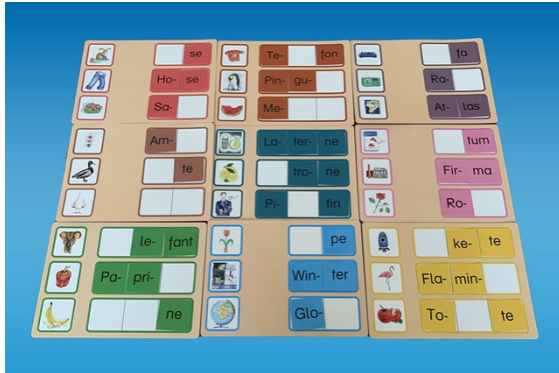 se
Te- fon
fa
Ho- se
Pin- gu-
Ra-
Sa-
Me-
At- las
Am-
La- ter- ne
tum
te
tro- ne
Fir- ma
Pi- tin
Ro-
le- fant
pe
ke- te
Pa- pri-
Win- ter
Fla- min-
ne
Glo-
To- te